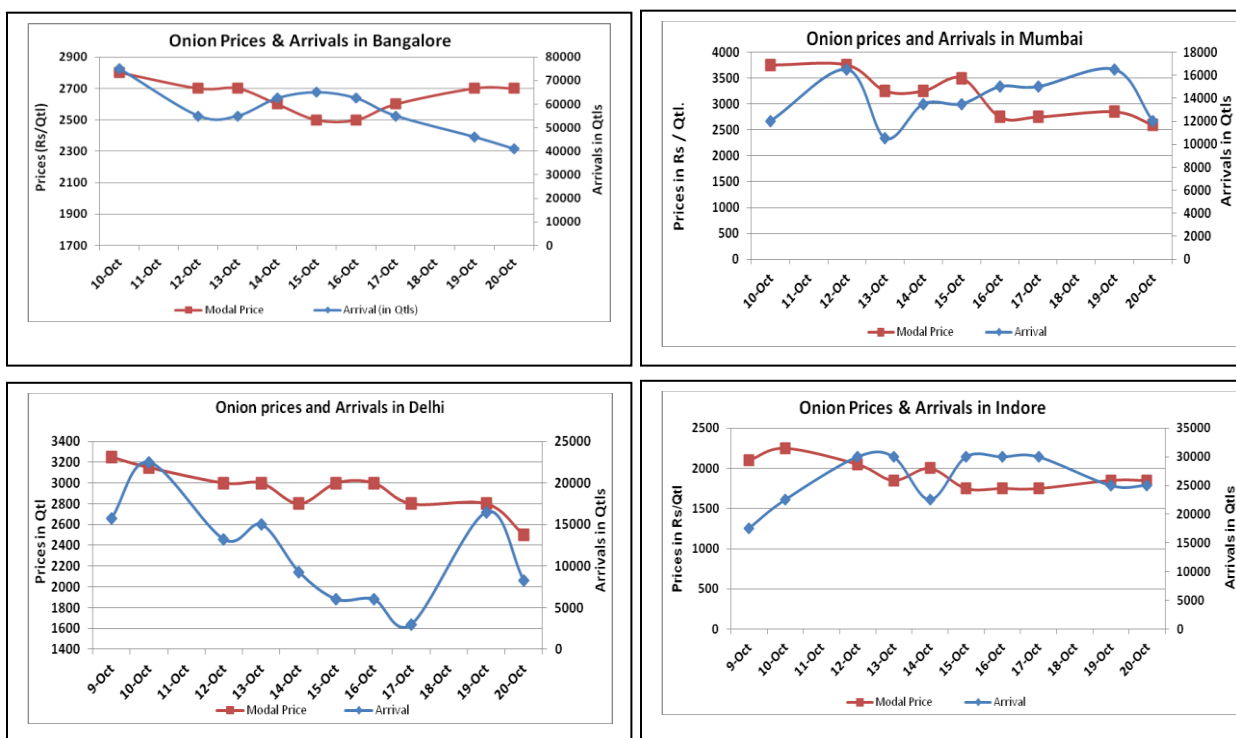 Onion Prices & Arrivals in Bangalore
Prices (Rs/Qtl)
2900
2700
2500
2300
2100
1900
1700
80000
70000
60000
50000
40000
30000
20000
10000
0
Arrivals in Qtls
10-Oct
11-Oct
12-Oct
13-Oct
14-Oct
15-Oct
16-Oct
17-Oct
18-Oct
19-Oct
20-Oct
Modal Price
Arrival (in Qtls)
Onion prices and Arrivals in Mumbai
Prices in Rs / Qtl.
4000
3500
3000
2500
2000
1500
1000
500
0
18000
16000
14000
12000
10000
8000
6000
4000
2000
0
Arrivals in Qtls
10-Oct
11-Oct
12-Oct
13-Oct
14-Oct
15-Oct
16-Oct
17-Oct
18-Oct
19-Oct
20-Oct
Modal Price
Arrival
Onion prices and Arrivals in Delhi
Prices in Qtl
3400
3200
3000
2800
2600
2400
2200
2000
1800
1600
1400
25000
20000
15000
10000
5000
0
Arrivals in Qtls
9-Oct
10-Oct
11-Oct
12-Oct
13-Oct
14-Oct
15-Oct
16-Oct
17-Oct
18-Oct
19-Oct
20-Oct
Modal Price
Arrival
Onion Prices & Arrivals in Indore
Prices in Rs/Qtl
2500
2000
1500
1000
500
0
35000
30000
25000
20000
15000
10000
5000
0
Arrivals in Qtls
9-Oct
10-Oct
11-Oct
12-Oct
13-Oct
14-Oct
15-Oct
16-Oct
17-Oct
18-Oct
19-Oct
20-Oct
Modal Price
Arrival